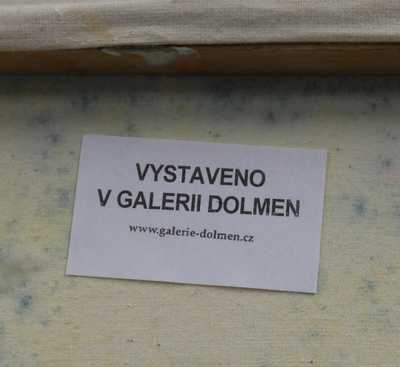 VYSTAVENO
V GALERII DOLMEN
www.galerie-dolmen.cz